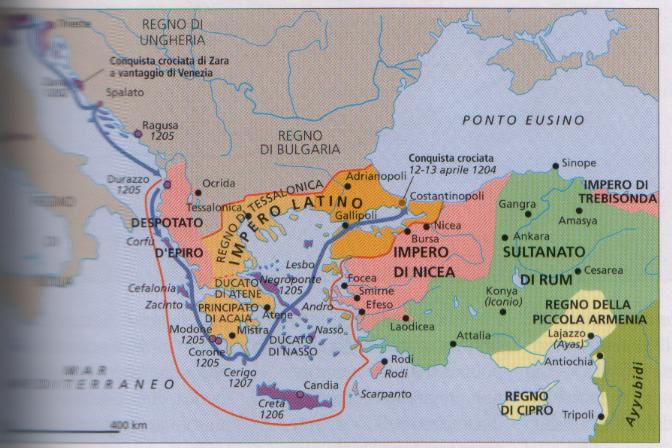 Trieste
REGNO DI
UNGHERIA
Conquista crociata di Zara
a vantaggio di Venezia
1202
Spalato
Ragusa
1205
PONTO EUSINO
REGNO
DI BULGARIA
Conquista crociata
12-13 aprile 1204
Sinope
Durazzo
1205
Ocrida
Adrianopoli
Costantinopoli
IMPERO DI
TREBISONDA
Tessalonica
REGNO DI TESSALONICA
IMPERO LATINO
Gallipoli
Gangra
Amasya
DESPOTATO
D'EPIRO
Corfù
Nicea
Bursa
Ankara
IMPERO
DI NICEA
SULTANATO
DI RUM
Lesbo
Cesarea
Cefalonia
Zacinto
DUCATO
DI ATENE
Negroponte
1205
Focea
Smirne
Efeso
Konya
(Iconio)
REGNO DELLA
PICCOLA ARMENIA
PRINCIPATO
DI ACAIA
Atene
Andro
Modone
1205
Mistra
Nasso
Laodicea
Lajazzo
(Ayas)
Corone
1205
DUCATO
DI NASSO
Attalia
Antiochia
Cerigo
1207
Rodi
Rodi
MAR
MEDITERRANEO
Candia
Creta
1206
Scarpanto
REGNO
DI CIPRO
Tripoli
Ayyubidi
400 km